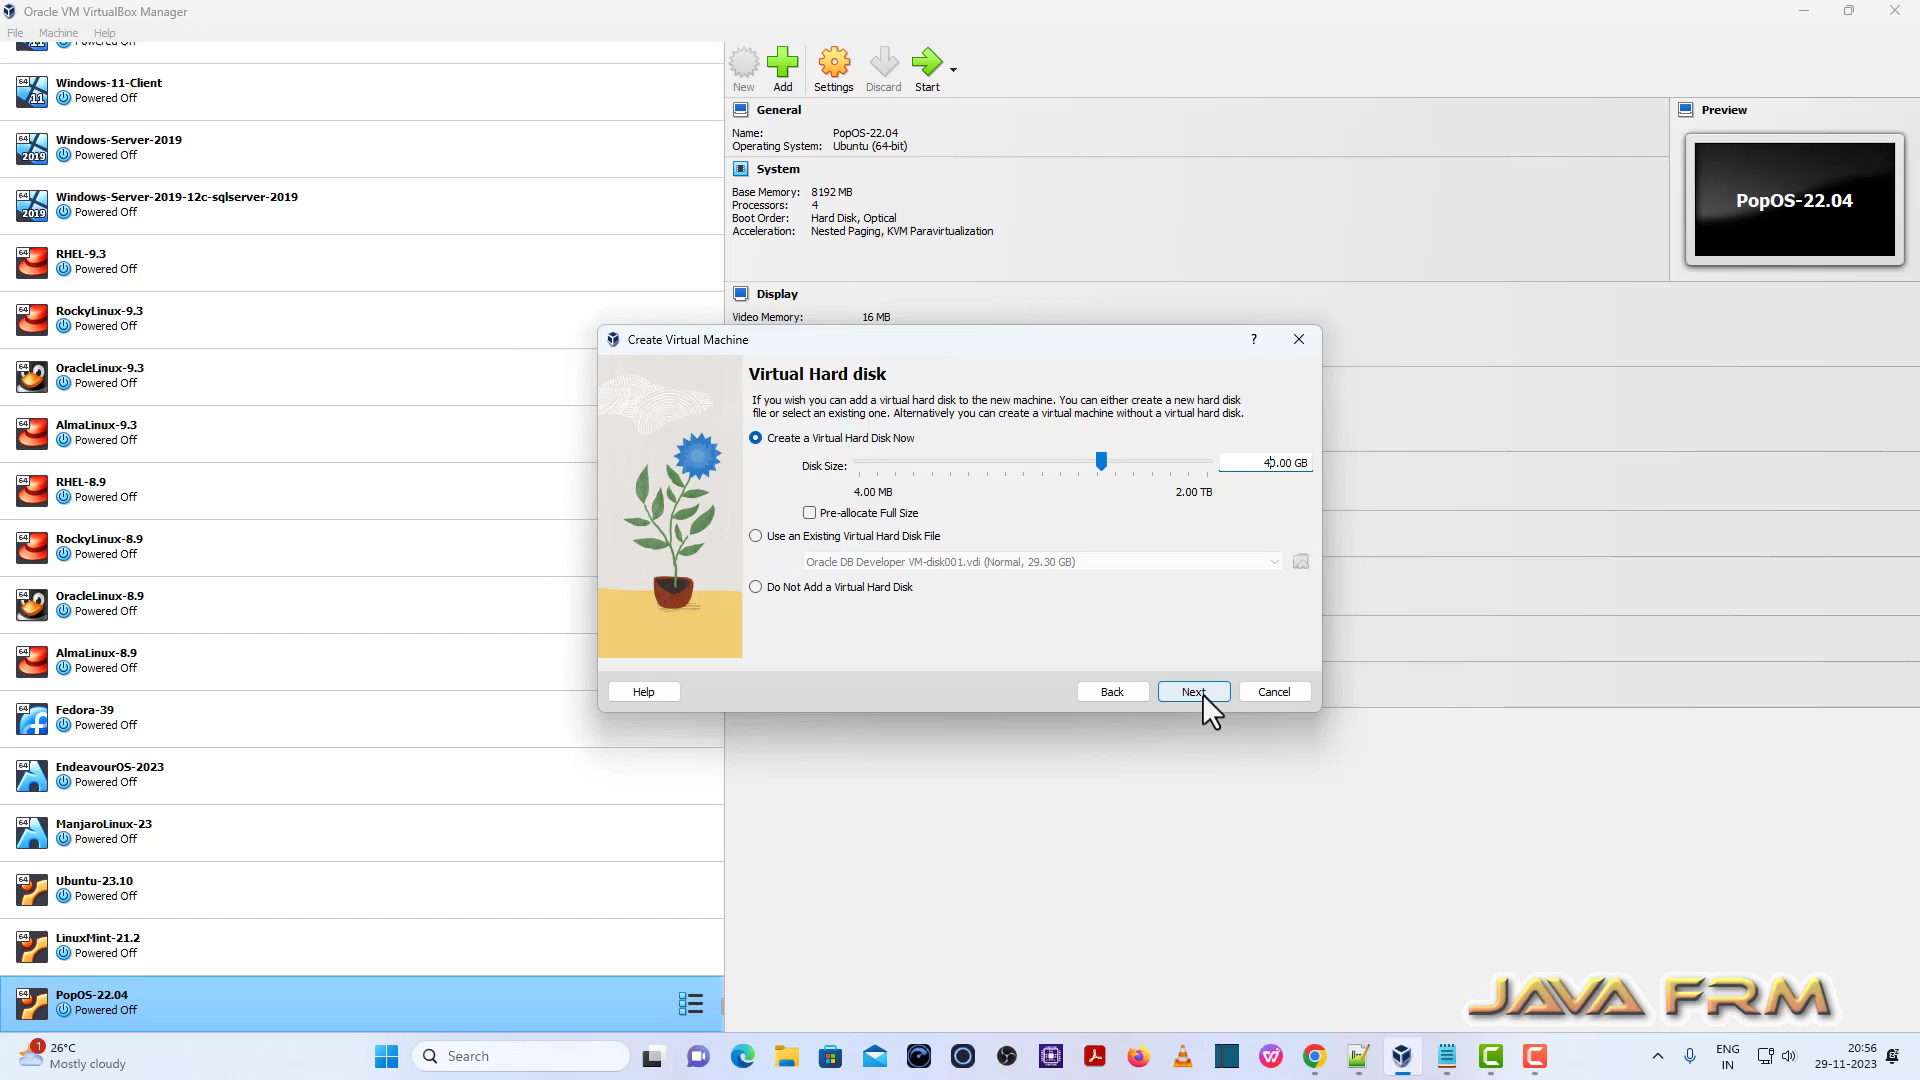 Oracle VM VirtualBox Manager
File Machine Help
Powered Off
Windows-11-Client
Powered Off
Windows-Server-2019
Powered Off
Windows-Server-2019-12c-sqlserver-2019
Powered Off
RHEL-9.3
Powered Off
RockyLinux-9.3
Powered Off
OracleLinux-9.3
Powered Off
AlmaLinux-9.3
Powered Off
RHEL-8.9
Powered Off
RockyLinux-8.9
Powered Off
OracleLinux-8.9
Powered Off
AlmaLinux-8.9
Powered Off
Fedora-39
Powered Off
EndeavourOS-2023
Powered Off
ManjaroLinux-23
Powered Off
Ubuntu-23.10
Powered Off
LinuxMint-21.2
Powered Off
PopOS-22.04
Powered Off
New Add Settings Discard Start
General
Name: PopOS-22.04
Operating System: Ubuntu (64-bit)
System
Base Memory: 8192 MB
Processors: 4
Boot Order: Hard Disk, Optical
Acceleration: Nested Paging, KVM Paravirtualization
Display
Video Memory: 16 MB
Preview
PopOS-22.04
Create Virtual Machine
?
Virtual Hard disk
If you wish you can add a virtual hard disk to the new machine. You can either create a new hard disk
file or select an existing one. Alternatively you can create a virtual machine without a virtual hard disk.
Create a Virtual Hard Disk Now
Disk Size: 40.00 GB
4.00 MB 2.00 TB
Pre-allocate Full Size
Use an Existing Virtual Hard Disk File
Oracle DB Developer VM-disk001.vdi (Normal, 29.30 GB)
Do Not Add a Virtual Hard Disk
Help Back Next Cancel
JAVA FRM
1
26°C
Mostly cloudy
Search
ENG
IN
20:56
29-11-2023